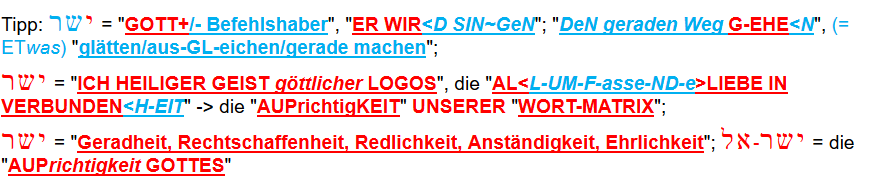 Tipp: ישר = "GOTT+/- Befehlshaber", "ER WIR<D SIN~GeN"; "DeN geraden Weg G-EHE<N", (=
ETwas) "glätten/aus-GL-eichen/gerade machen";
ישר = "ICH HEILIGER GEIST göttlicher LOGOS", die "AL<L-UM-F-asse-ND-e>LIEBE IN
VERBUNDEN<H-EIT" -> die "AUPrichtigKEIT" UNSERER "WORT-MATRIX";
ישר = "Geradheit, Rechtschaffenheit, Redlichkeit, Anständigkeit, Ehrlichkeit"; ישר-אל = die
"AUPrichtigkeit GOTTES"